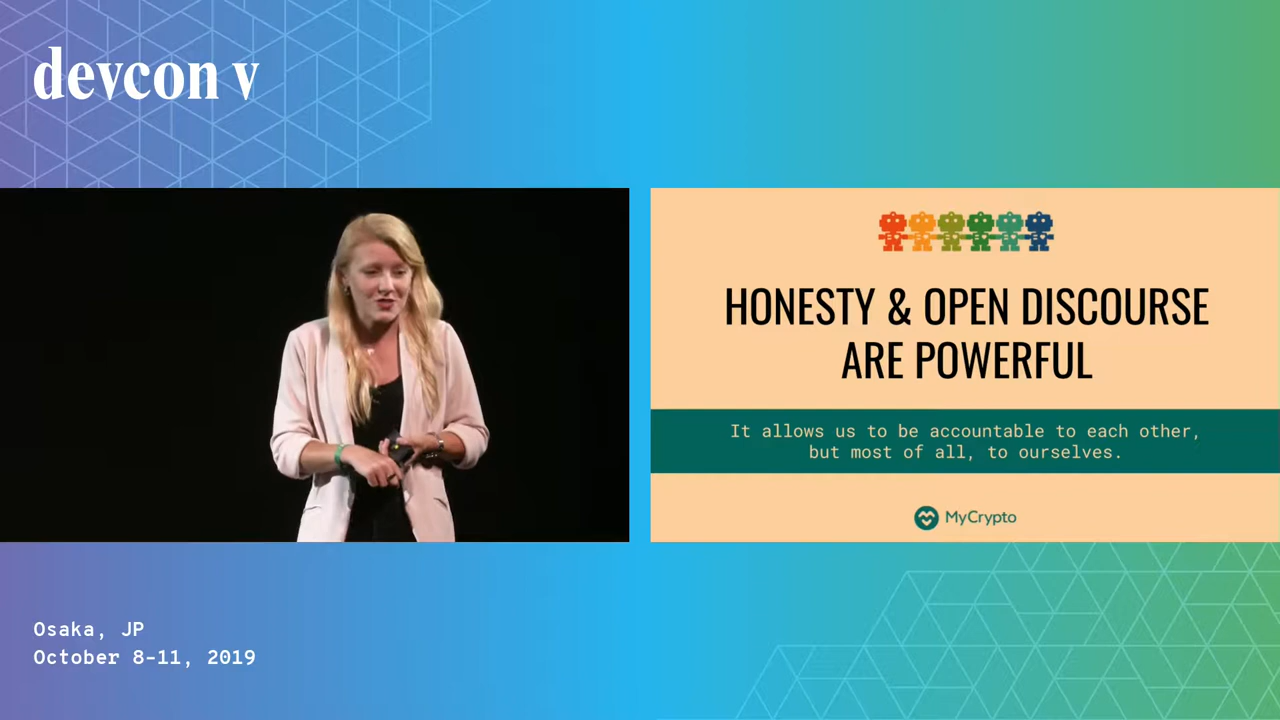 devcon v
HONESTY & OPEN DISCOURSE
ARE POWERFUL
It allows us to be accountable to each other,
but most of all, to ourselves.
MyCrypto
Osaka, JP
October 8-11, 2019